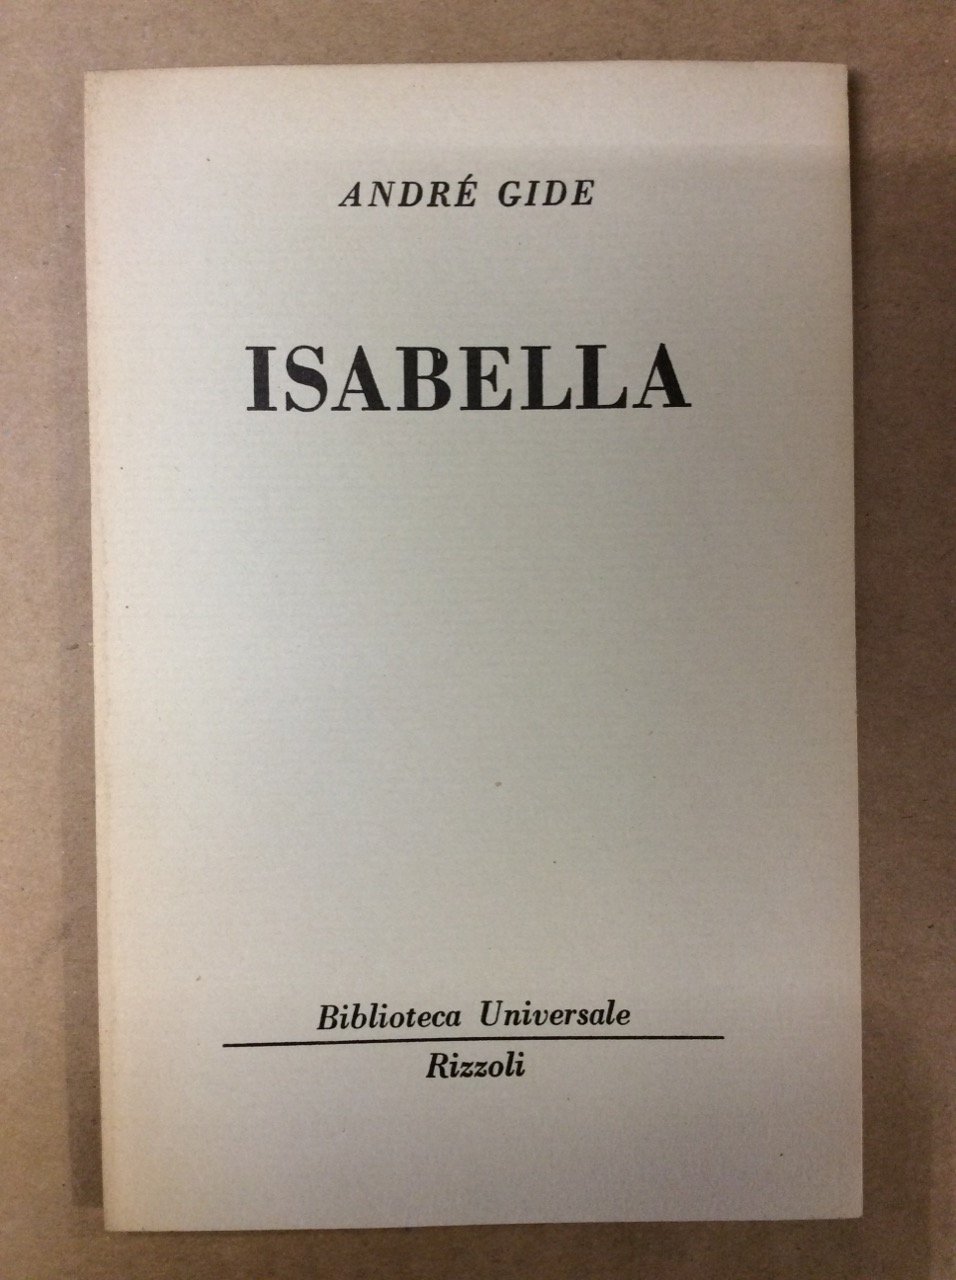 ANDRÉ GIDE
ISABELLA
Biblioteca Universale
Rizzoli